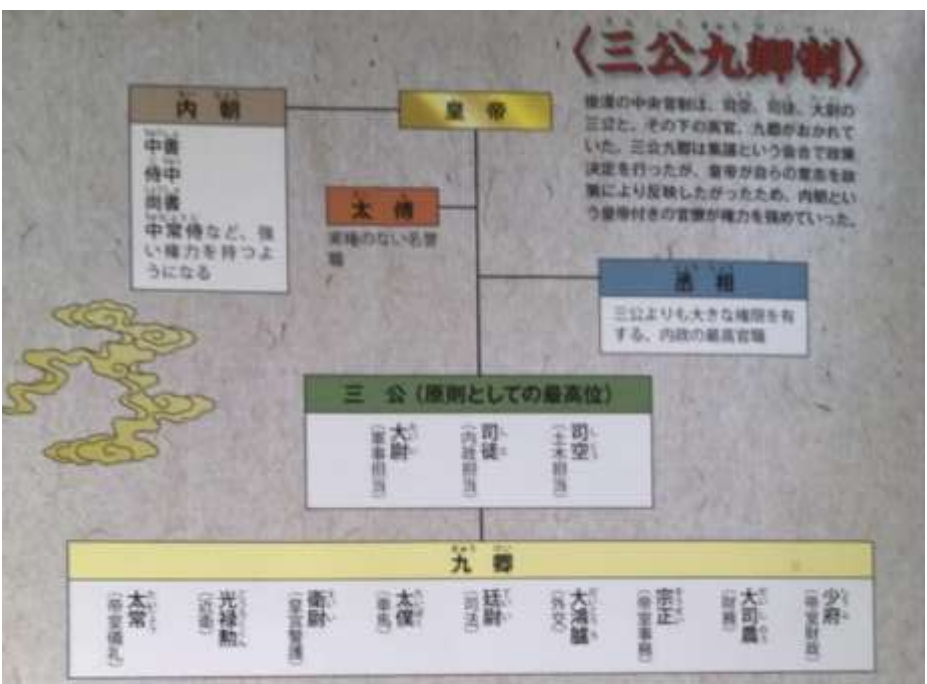 〈三公九卿制〉
後漢の中央官制は、司空、司徒、大尉の
三公と、その下の高官、九卿がおかれて
いた。三公九卿は集議という会合で政策
決定を行ったが、皇帝が自らの意志を政
策により反映したがったため、内朝とい
う皇帝付きの官僚が権力を強めていった。
皇帝
内朝
中書
侍中
尚書
中常侍など、強
い権力を持つよ
うになる
太傅
実権のない名誉
職
丞相
三公よりも大きな権限を有
する、内政の最高官職
三 公(原則としての最高位)
司空
(土木担当)
司徒
(内政担当)
大尉
(軍事担当)
九卿
少府
(帝室財政)
大司農
(財務)
宗正
(帝室事務)
大鴻臚
(外交)
廷尉
(司法)
太僕
(車馬)
衛尉
(皇宮警護)
光禄勲
(近衛)
太常
(帝室儀礼)